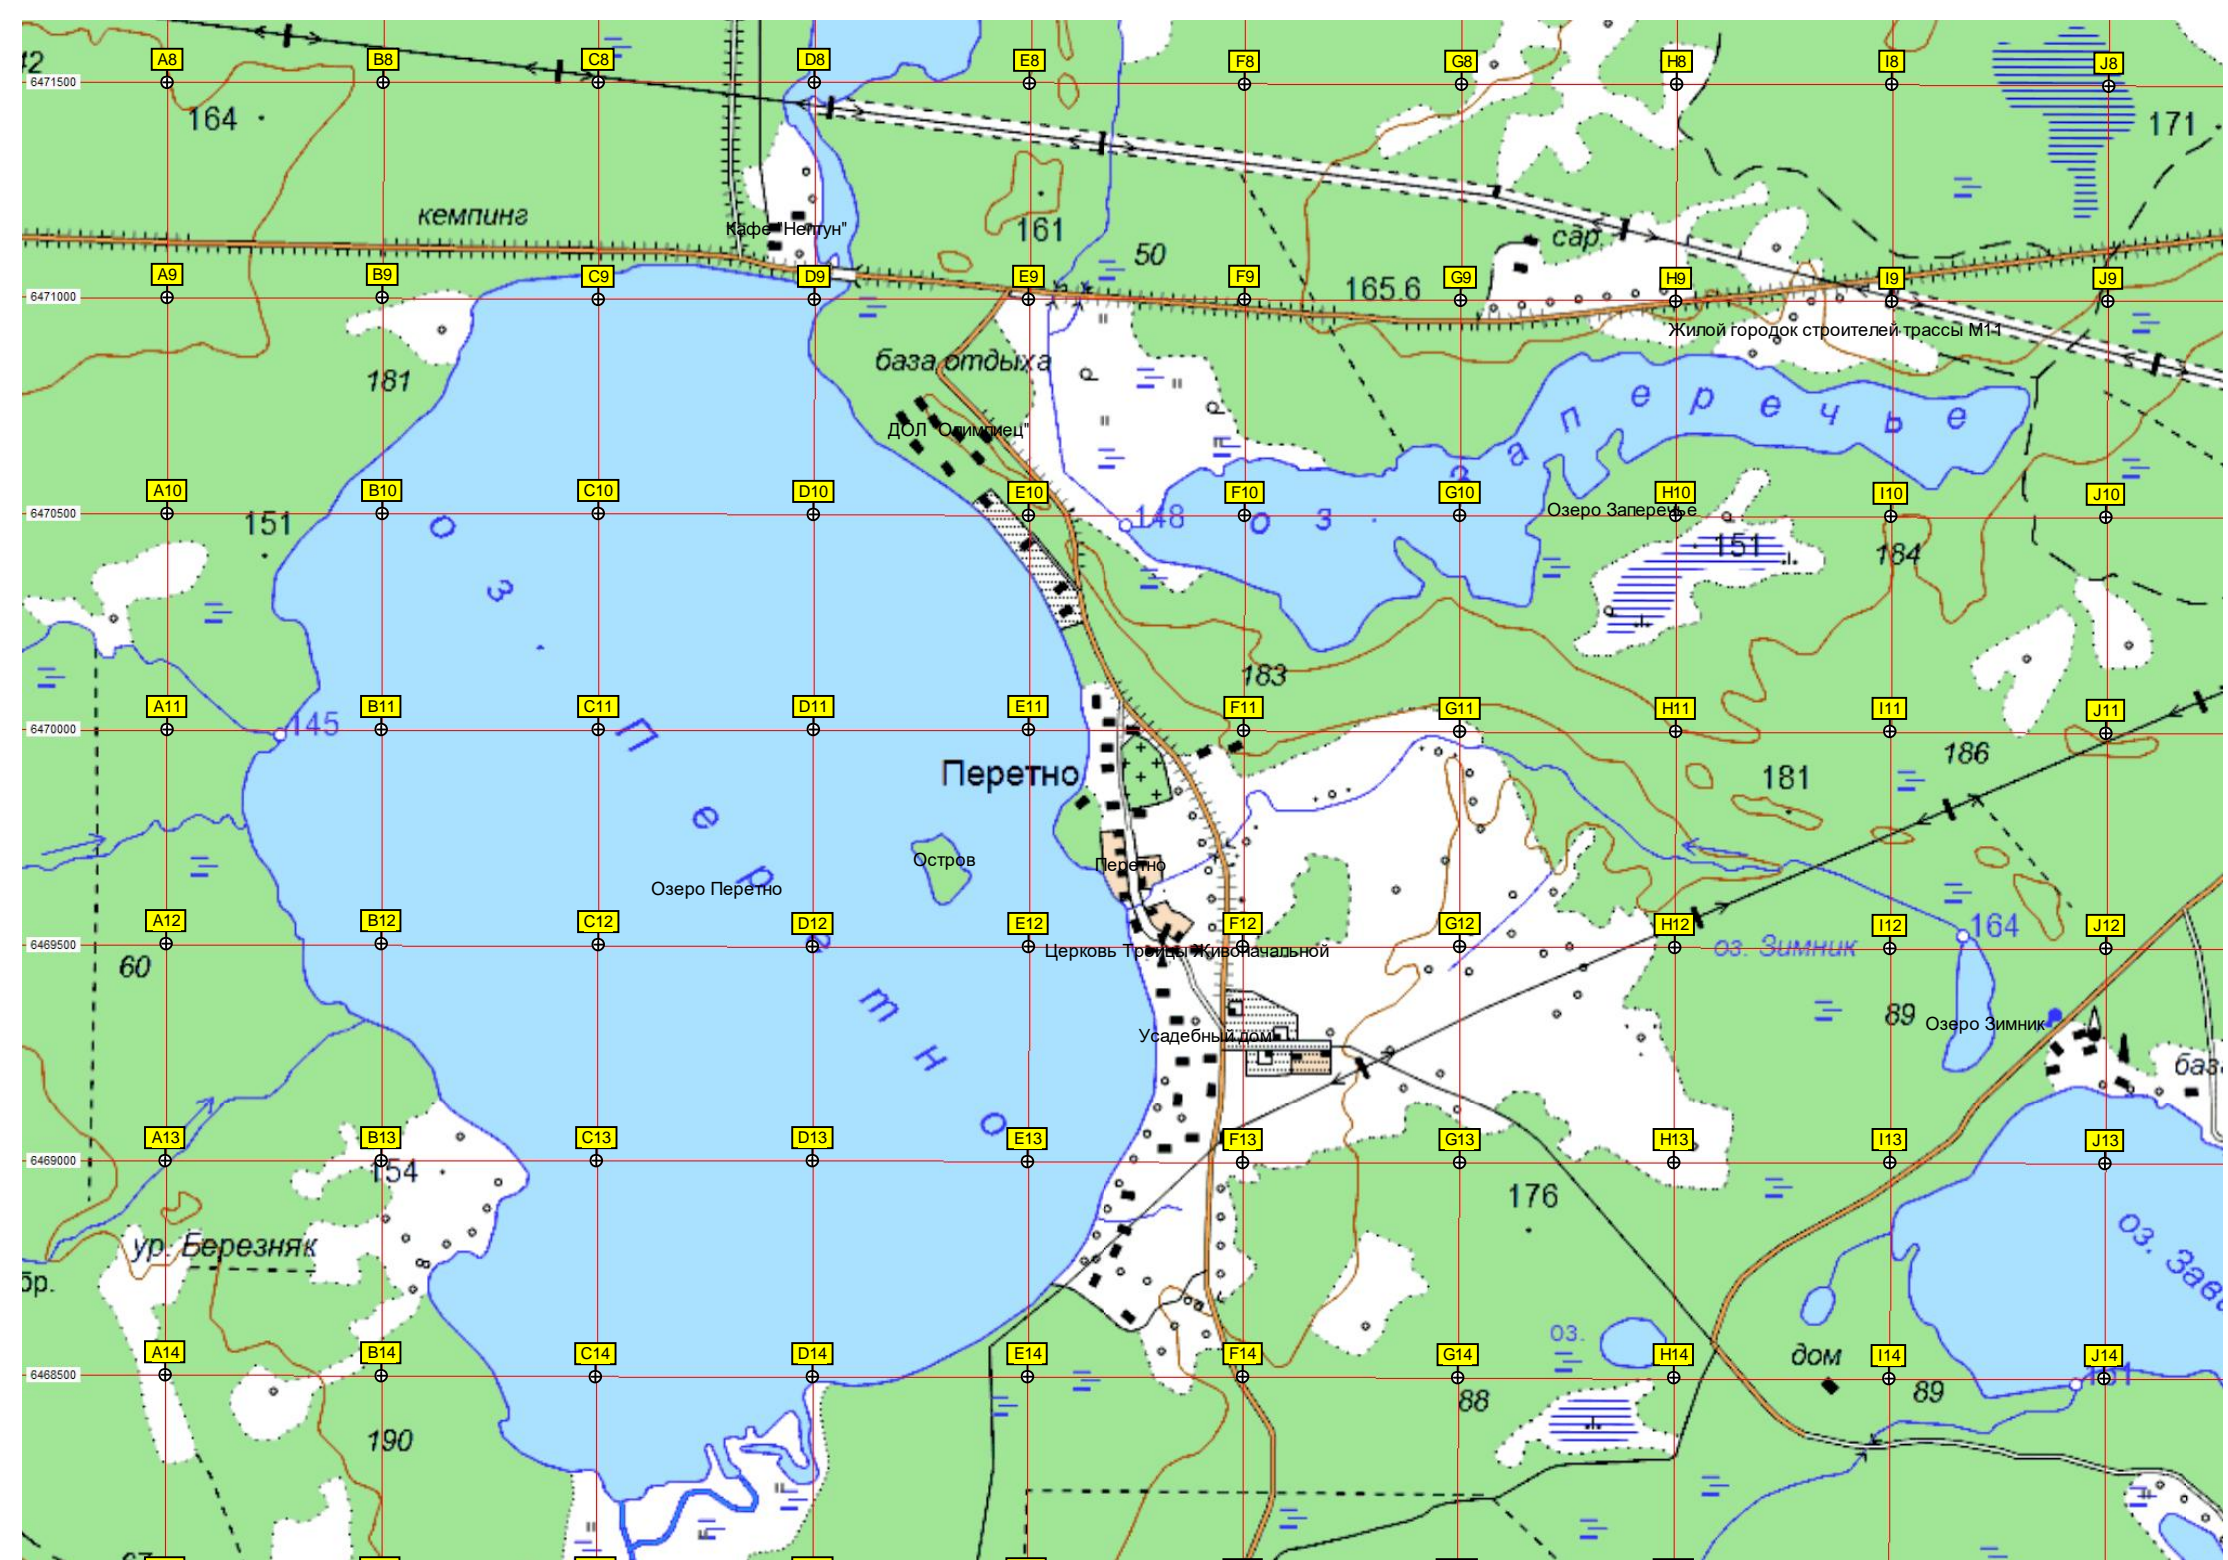 A8 B8 C8 D8 E8 F8 G8 H8 I8 J8
6471500
164
171
кемпинг
Кафе "Нептун"
161
50
сар.
A9 B9 C9 D9 E9 F9 G9 H9 I9 J9
6471000
165.6
Жилой городок строителей трассы М11
база отдыха
181
ДОЛ "Олимпиец"
оз. Заперечье
A10 B10 C10 D10 E10 F10 G10 H10 I10 J10
6470500
151
148
Озеро Заперечье
151
184
183
A11 B11 C11 D11 E11 F11 G11 H11 I11 J11
6470000
145
оз. Перетно
Перетно
181
186
Остров
Перетно
Озеро Перетно
A12 B12 C12 D12 E12 F12 G12 H12 I12 J12
6469500
164
60
Церковь Троицы Живоначальной
оз. Зимник
89
Озеро Зимник
Усадебный дом
A13 B13 C13 D13 E13 F13 G13 H13 I13 J13
6469000
154
176
ур. Березняк
бр.
оз.
дом
A14 B14 C14 D14 E14 F14 G14 H14 I14 J14
6468500
88
89
190